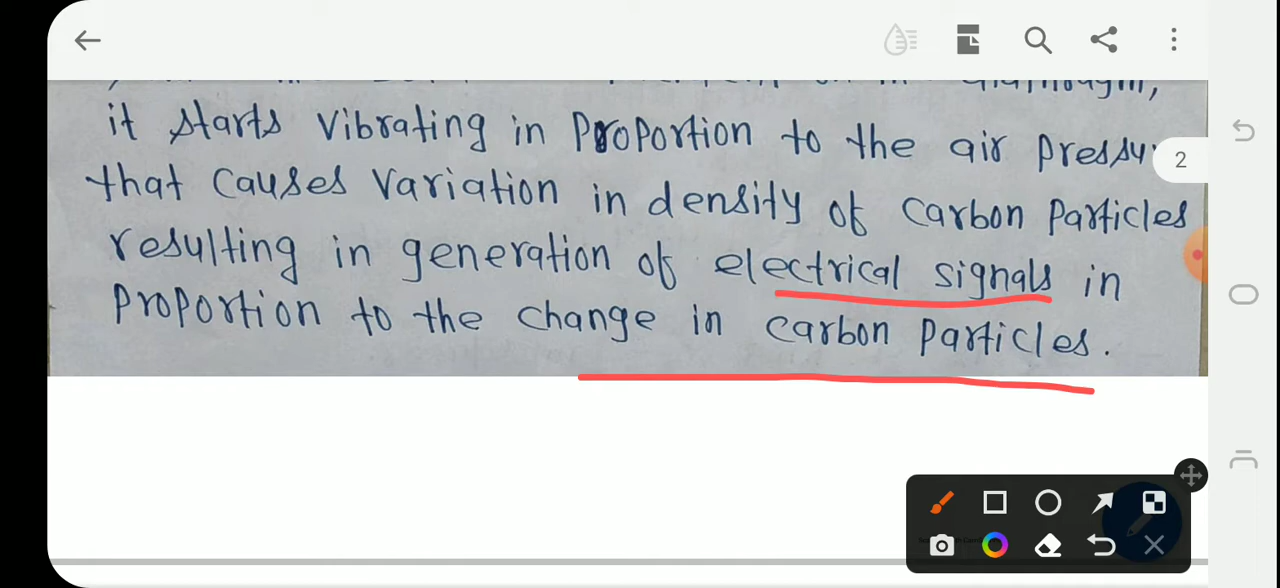 it starts vibrating in proportion to the air
2
that causes variation in density of carbon particles
resulting in generation of electrical signals in
proportion to the change in carbon particles.